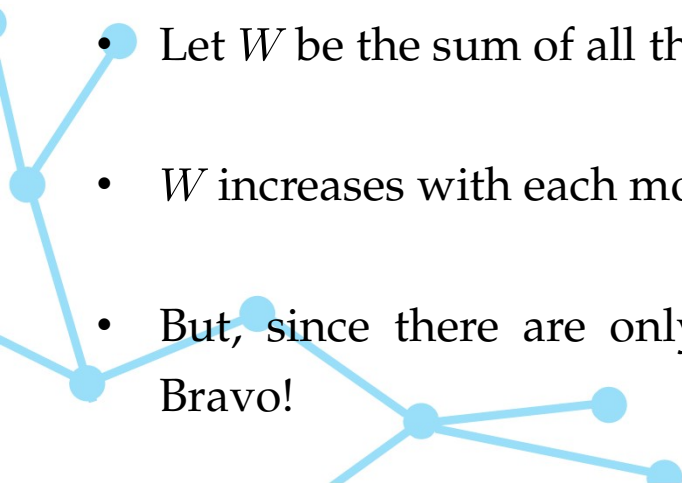 • Let W be the sum of all th
• W increases with each mo
• But, since there are only
Bravo!